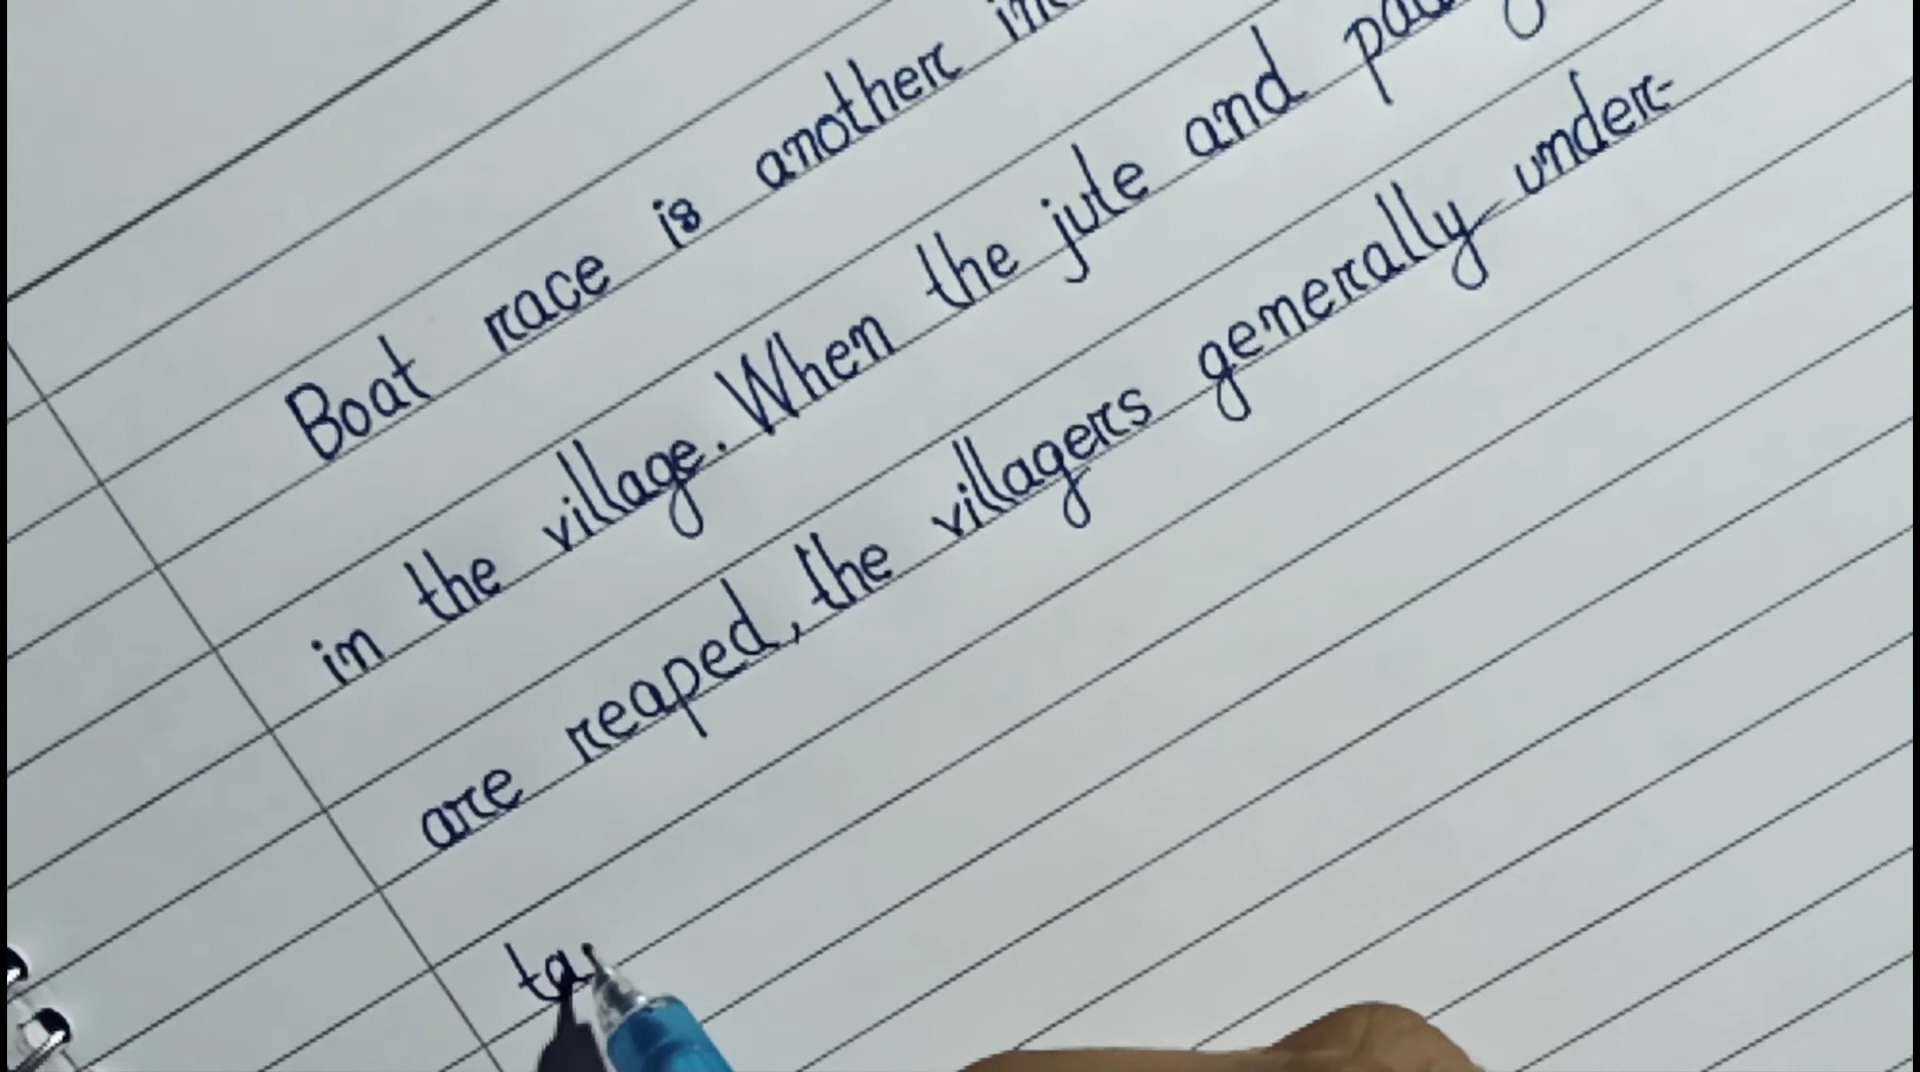 Boat race is another
in the village. When the jute and
are reaped, the villagers generally under-
ta